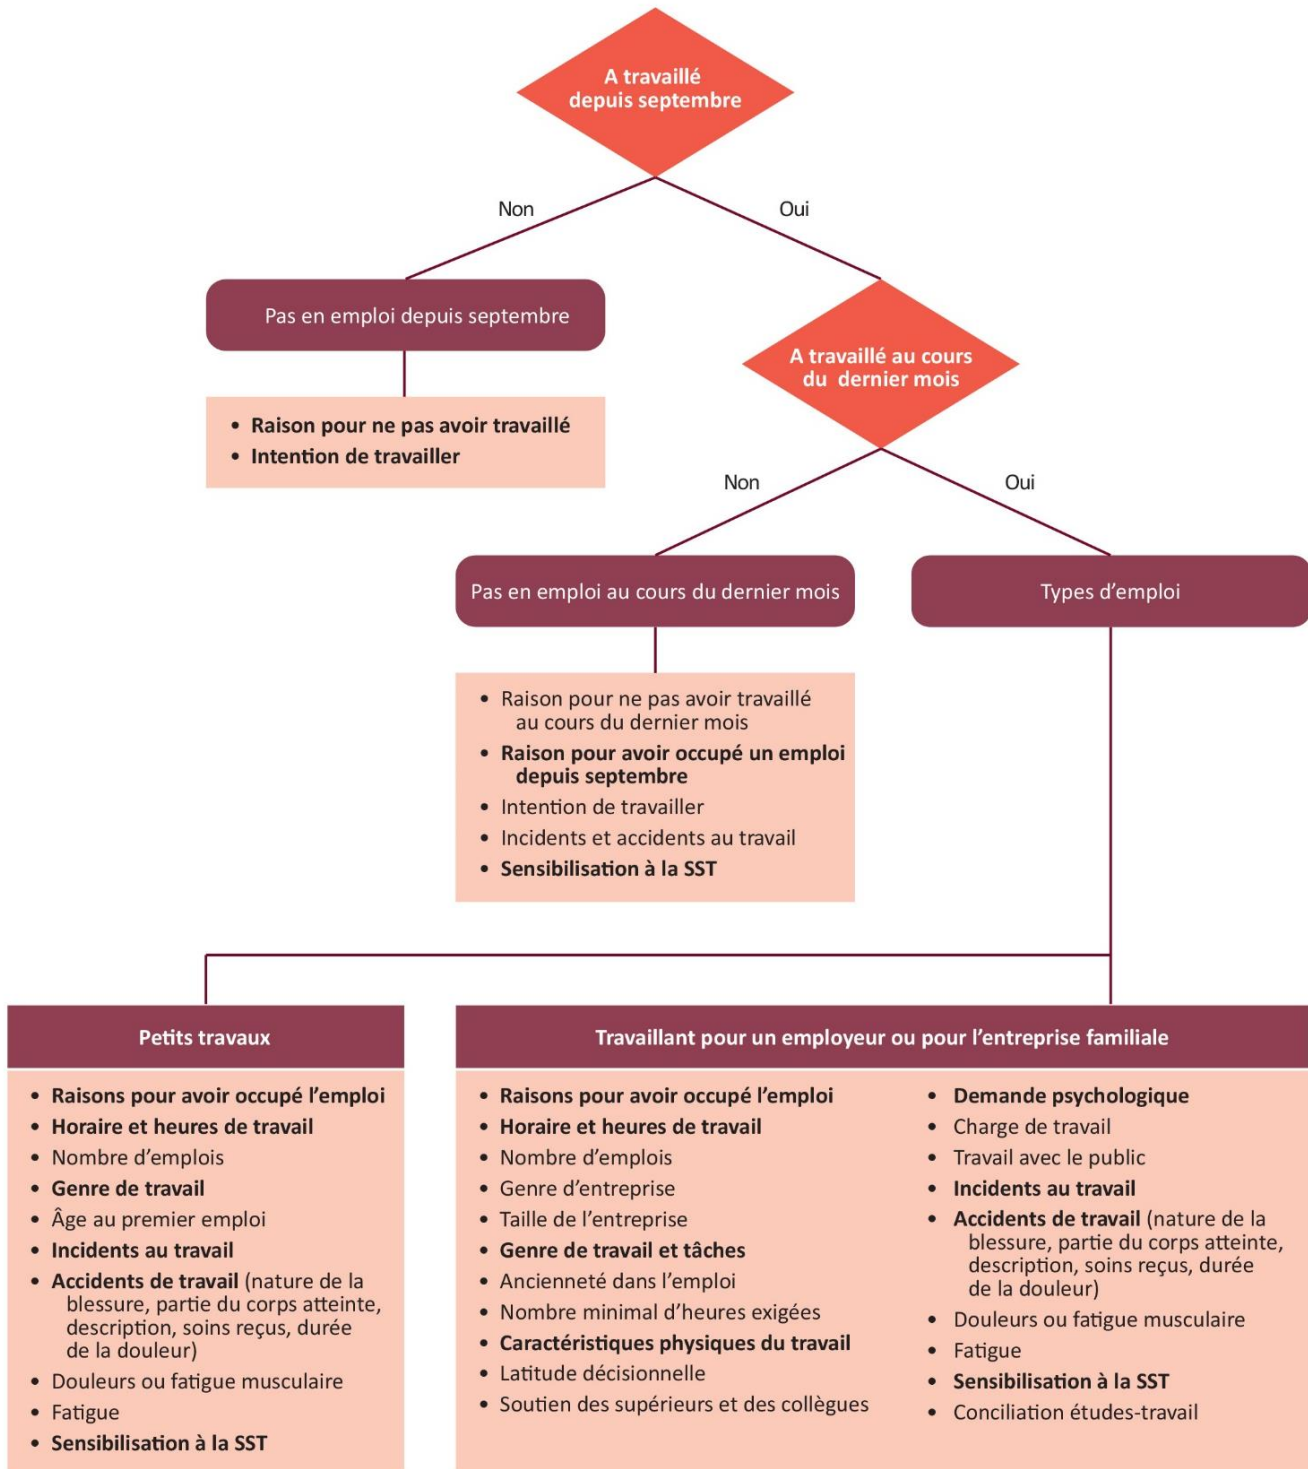 A travaillé
depuis septembre
Non
Oui
Pas en emploi depuis septembre
A travaillé au cours
du dernier mois
• Raison pour ne pas avoir travaillé
• Intention de travailler
Non
Oui
Pas en emploi au cours du dernier mois
Types d’emploi
• Raison pour ne pas avoir travaillé
au cours du dernier mois
• Raison pour avoir occupé un emploi
depuis septembre
• Intention de travailler
• Incidents et accidents au travail
• Sensibilisation à la SST
Petits travaux
• Raisons pour avoir occupé l’emploi
• Horaire et heures de travail
• Nombre d’emplois
• Genre de travail
• Âge au premier emploi
• Incidents au travail
• Accidents de travail (nature de la
blessure, partie du corps atteinte,
description, soins reçus, durée
de la douleur)
• Douleurs ou fatigue musculaire
• Fatigue
• Sensibilisation à la SST
Travaillant pour un employeur ou pour l’entreprise familiale
• Raisons pour avoir occupé l’emploi
• Horaire et heures de travail
• Nombre d’emplois
• Genre d’entreprise
• Taille de l’entreprise
• Genre de travail et tâches
• Ancienneté dans l’emploi
• Nombre minimal d’heures exigées
• Caractéristiques physiques du travail
• Latitude décisionnelle
• Soutien des supérieurs et des collègues
• Demande psychologique
• Charge de travail
• Travail avec le public
• Incidents au travail
• Accidents de travail (nature de la
blessure, partie du corps atteinte,
description, soins reçus, durée
de la douleur)
• Douleurs ou fatigue musculaire
• Fatigue
• Sensibilisation à la SST
• Conciliation études-travail